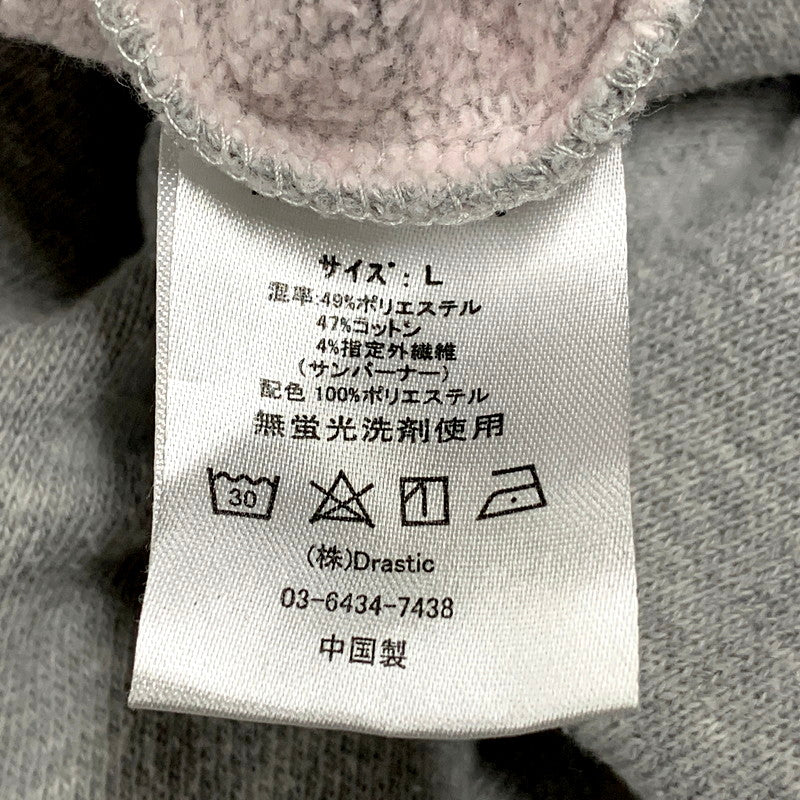 サイズ:L
混率:49%ポリエステル
47%コットン
4%指定外繊維
(サンバーナー)
配色 100%ポリエステル
無蛍光洗剤使用
30
(株)Drastic
03-6434-7438
中国製